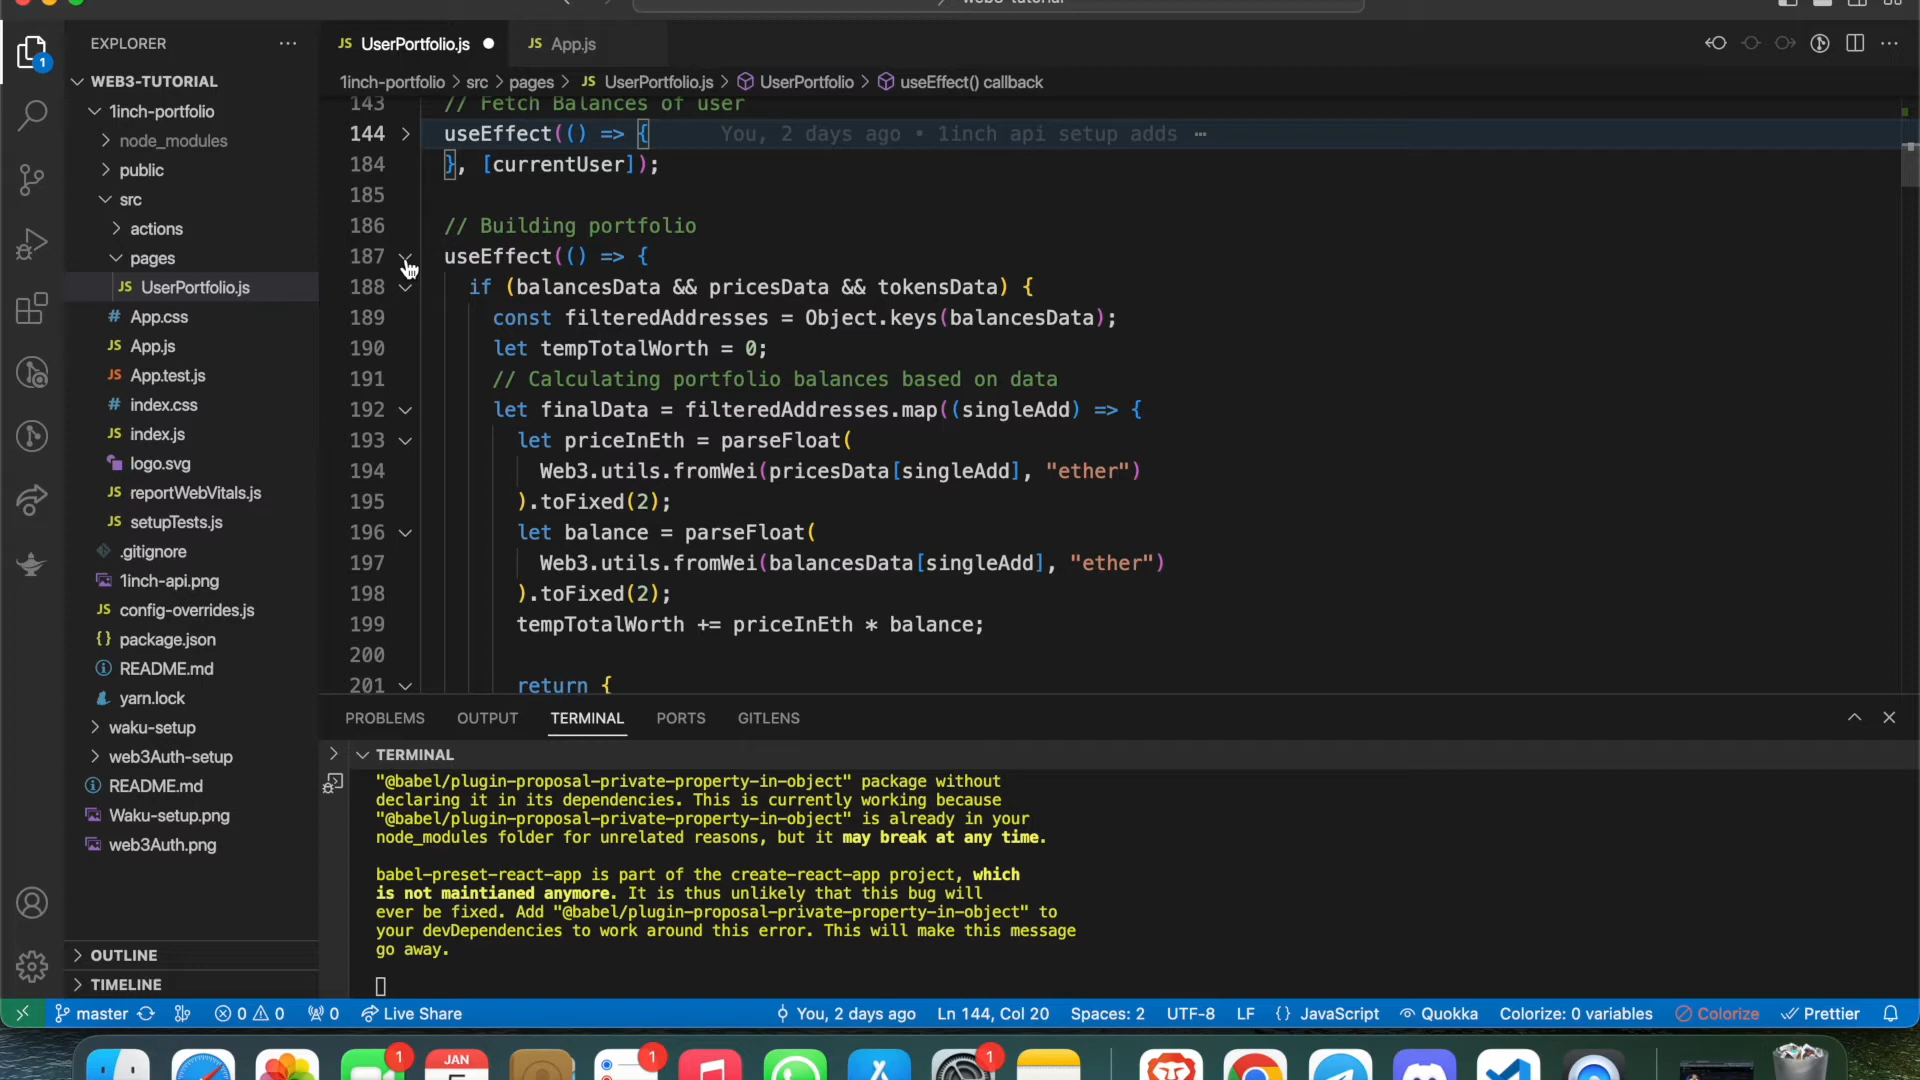 web3-tutorial
EXPLORER
UserPortfolio.js
App.js
WEB3-TUTORIAL
1inch-portfolio > src > pages > JS UserPortfolio.js > UserPortfolio > useEffect() callback
1inch-portfolio
node_modules
public
src
actions
pages
JS UserPortfolio.js
# App.css
JS App.js
JS App.test.js
# index.css
JS index.js
logo.svg
JS reportWebVitals.js
JS setupTests.js
.gitignore
1inch-api.png
JS config-overrides.js
{} package.json
README.md
yarn.lock
waku-setup
web3Auth-setup
README.md
Waku-setup.png
web3Auth.png
OUTLINE
TIMELINE
143 // Fetch Balances of user
144 useEffect(() => { You, 2 days ago • 1inch api setup adds ⋯
184 }, [currentUser]);
185
186 // Building portfolio
187 useEffect(() => {
188 if (balancesData && pricesData && tokensData) {
189 const filteredAddresses = Object.keys(balancesData);
190 let tempTotalWorth = 0;
191 // Calculating portfolio balances based on data
192 let finalData = filteredAddresses.map((singleAdd) => {
193 let priceInEth = parseFloat(
194 Web3.utils.fromWei(pricesData[singleAdd], "ether")
195 ).toFixed(2);
196 let balance = parseFloat(
197 Web3.utils.fromWei(balancesData[singleAdd], "ether")
198 ).toFixed(2);
199 tempTotalWorth += priceInEth * balance;
200
201 return {
PROBLEMS OUTPUT TERMINAL PORTS GITLENS
TERMINAL
"@babel/plugin-proposal-private-property-in-object" package without
declaring it in its dependencies. This is currently working because
"@babel/plugin-proposal-private-property-in-object" is already in your
node_modules folder for unrelated reasons, but it may break at any time.
babel-preset-react-app is part of the create-react-app project, which
is not maintianed anymore. It is thus unlikely that this bug will
ever be fixed. Add "@babel/plugin-proposal-private-property-in-object" to
your devDependencies to work around this error. This will make this message
go away.
master 0 0 0 Live Share You, 2 days ago Ln 144, Col 20 Spaces: 2 UTF-8 LF {} JavaScript Quokka Colorize: 0 variables Colorize Prettier
1 JAN 1 1